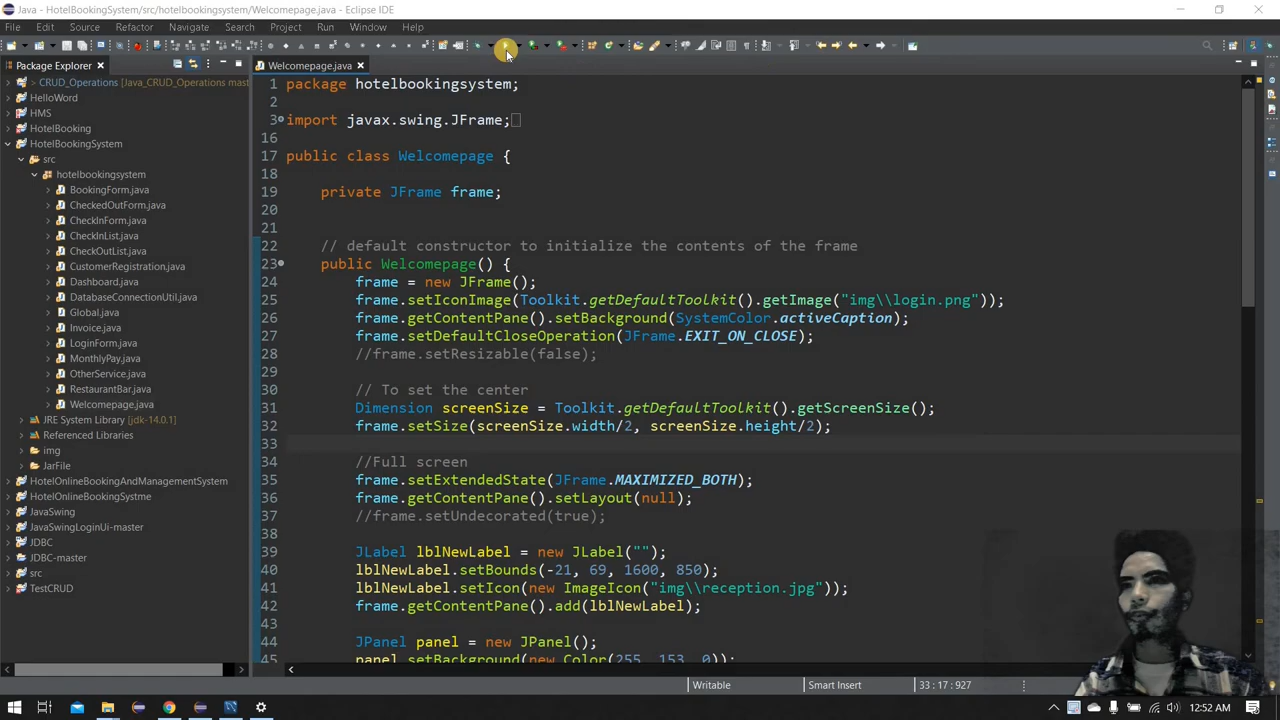 Java - HotelBookingSystem/src/hotelbookingsystem/Welcomepage.java - Eclipse IDE
File Edit Source Refactor Navigate Search Project Run Window Help
Package Explorer
Welcomepage.java
> CRUD_Operations [Java_CRUD_Operations mast
HelloWord
HMS
HotelBooking
HotelBookingSystem
src
hotelbookingsystem
BookingForm.java
CheckedOutForm.java
CheckInForm.java
CheckInList.java
CheckOutList.java
CustomerRegistration.java
Dashboard.java
DatabaseConnectionUtil.java
Global.java
Invoice.java
LoginForm.java
MonthlyPay.java
OtherService.java
RestaurantBar.java
Welcomepage.java
JRE System Library [jdk-14.0.1]
Referenced Libraries
img
JarFile
HotelOnlineBookingAndManagementSystem
HotelOnlineBookingSystme
JavaSwing
JavaSwingLoginUi-master
JDBC
JDBC-master
src
TestCRUD
1 package hotelbookingsystem;
2
3 import javax.swing.JFrame;
16
17 public class Welcomepage {
18
19 private JFrame frame;
20
21
22 // default constructor to initialize the contents of the frame
23 public Welcomepage() {
24 frame = new JFrame();
25 frame.setIconImage(Toolkit.getDefaultToolkit().getImage("img\\login.png"));
26 frame.getContentPane().setBackground(SystemColor.activeCaption);
27 frame.setDefaultCloseOperation(JFrame.EXIT_ON_CLOSE);
28 //frame.setResizable(false);
29
30 // To set the center
31 Dimension screenSize = Toolkit.getDefaultToolkit().getScreenSize();
32 frame.setSize(screenSize.width/2, screenSize.height/2);
33
34 //Full screen
35 frame.setExtendedState(JFrame.MAXIMIZED_BOTH);
36 frame.getContentPane().setLayout(null);
37 //frame.setUndecorated(true);
38
39 JLabel lblNewLabel = new JLabel("");
40 lblNewLabel.setBounds(-21, 69, 1600, 850);
41 lblNewLabel.setIcon(new ImageIcon("img\\reception.jpg"));
42 frame.getContentPane().add(lblNewLabel);
43
44 JPanel panel = new JPanel();
45 panel.setBackground(new Color(255, 153, 0));
Writable Smart Insert 33 : 17 : 927
12:52 AM